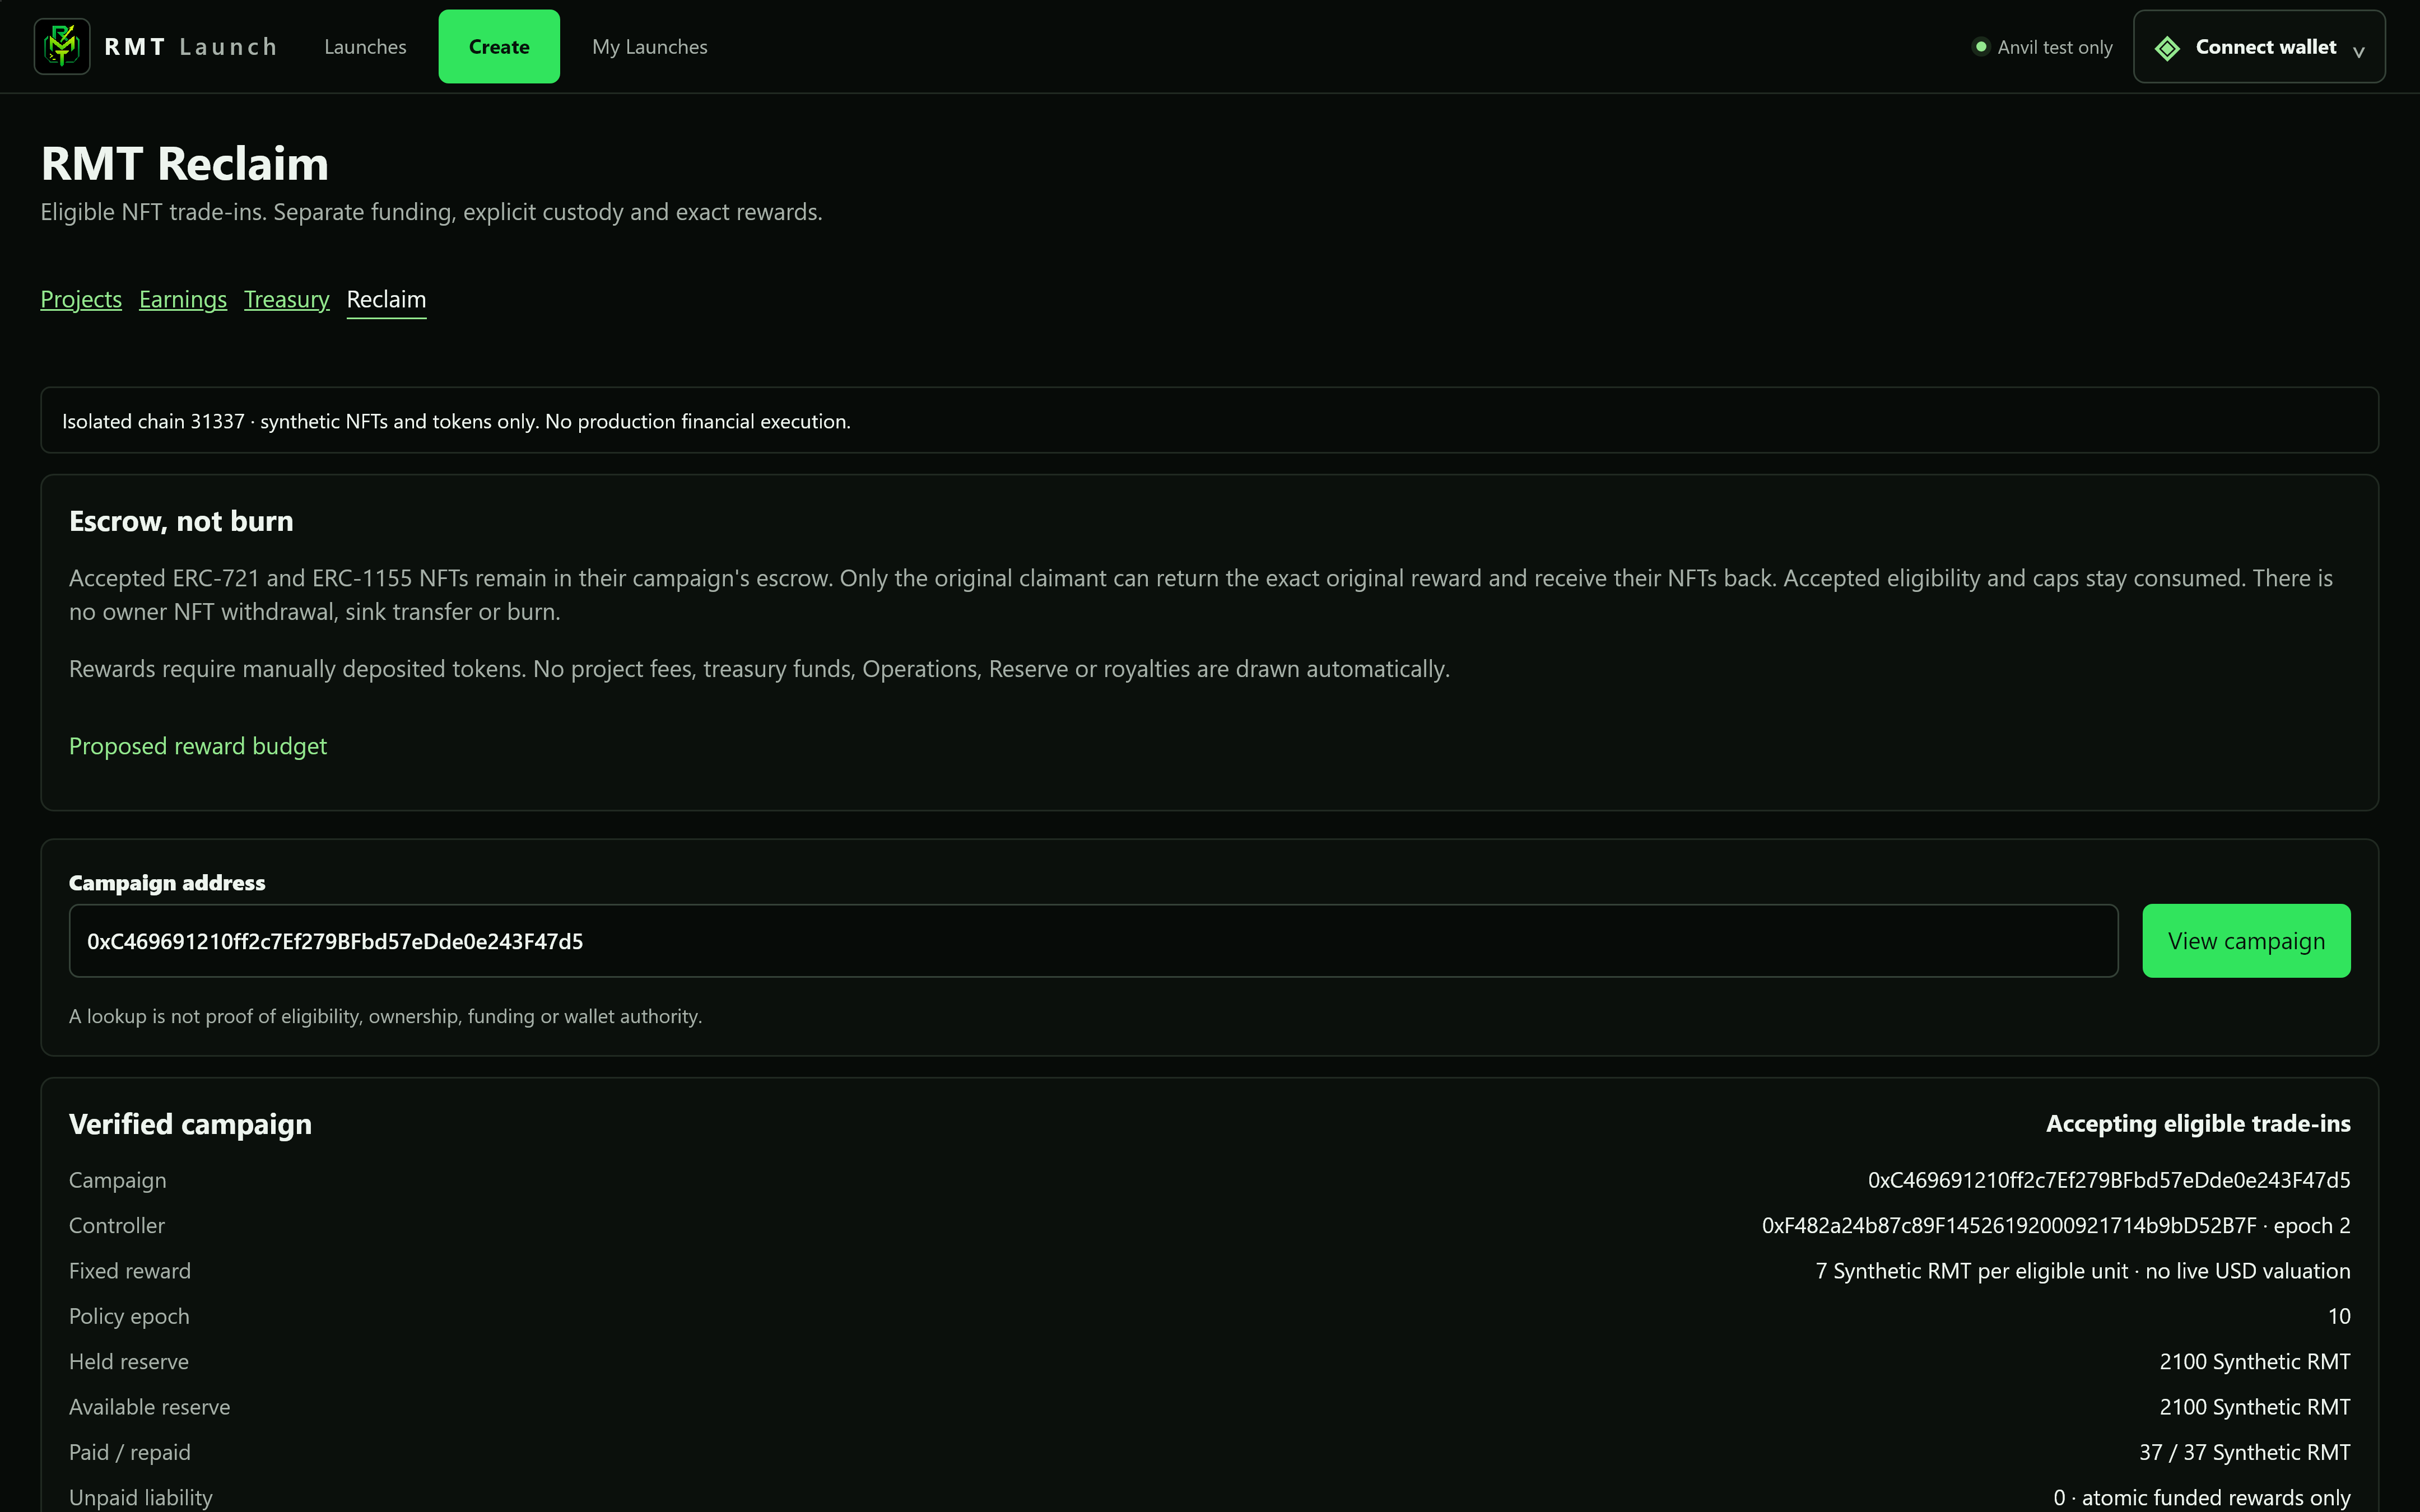 RMT Launch
Launches
Create
My Launches
Anvil test only
Connect wallet
RMT Reclaim
Eligible NFT trade-ins. Separate funding, explicit custody and exact rewards.
Projects Earnings Treasury Reclaim
Isolated chain 31337 · synthetic NFTs and tokens only. No production financial execution.
Escrow, not burn
Accepted ERC-721 and ERC-1155 NFTs remain in their campaign's escrow. Only the original claimant can return the exact original reward and receive their NFTs back. Accepted eligibility and caps stay consumed. There is
no owner NFT withdrawal, sink transfer or burn.
Rewards require manually deposited tokens. No project fees, treasury funds, Operations, Reserve or royalties are drawn automatically.
Proposed reward budget
Campaign address
0xC469691210ff2c7Ef279BFbd57eDde0e243F47d5
View campaign
A lookup is not proof of eligibility, ownership, funding or wallet authority.
Verified campaign
Accepting eligible trade-ins
Campaign 0xC469691210ff2c7Ef279BFbd57eDde0e243F47d5
Controller 0xF482a24b87c89F14526192000921714b9bD52B7F · epoch 2
Fixed reward 7 Synthetic RMT per eligible unit · no live USD valuation
Policy epoch 10
Held reserve 2100 Synthetic RMT
Available reserve 2100 Synthetic RMT
Paid / repaid 37 / 37 Synthetic RMT
Unpaid liability 0 · atomic funded rewards only